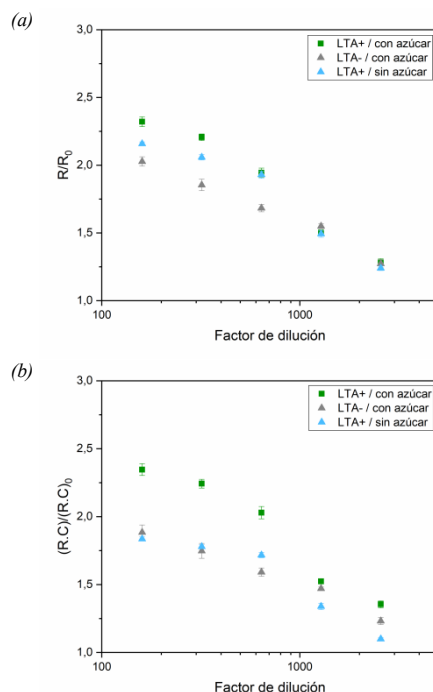 (a)
LTA+ / con azúcar
LTA- / con azúcar
LTA+ / sin azúcar
3,0
2,5
2,0
1,5
1,0
R/R0
100
1000
Factor de dilución
(b)
LTA+ / con azúcar
LTA- / con azúcar
LTA+ / sin azúcar
3,0
2,5
2,0
1,5
1,0
(R.C)/(R.C)0
100
1000
Factor de dilución